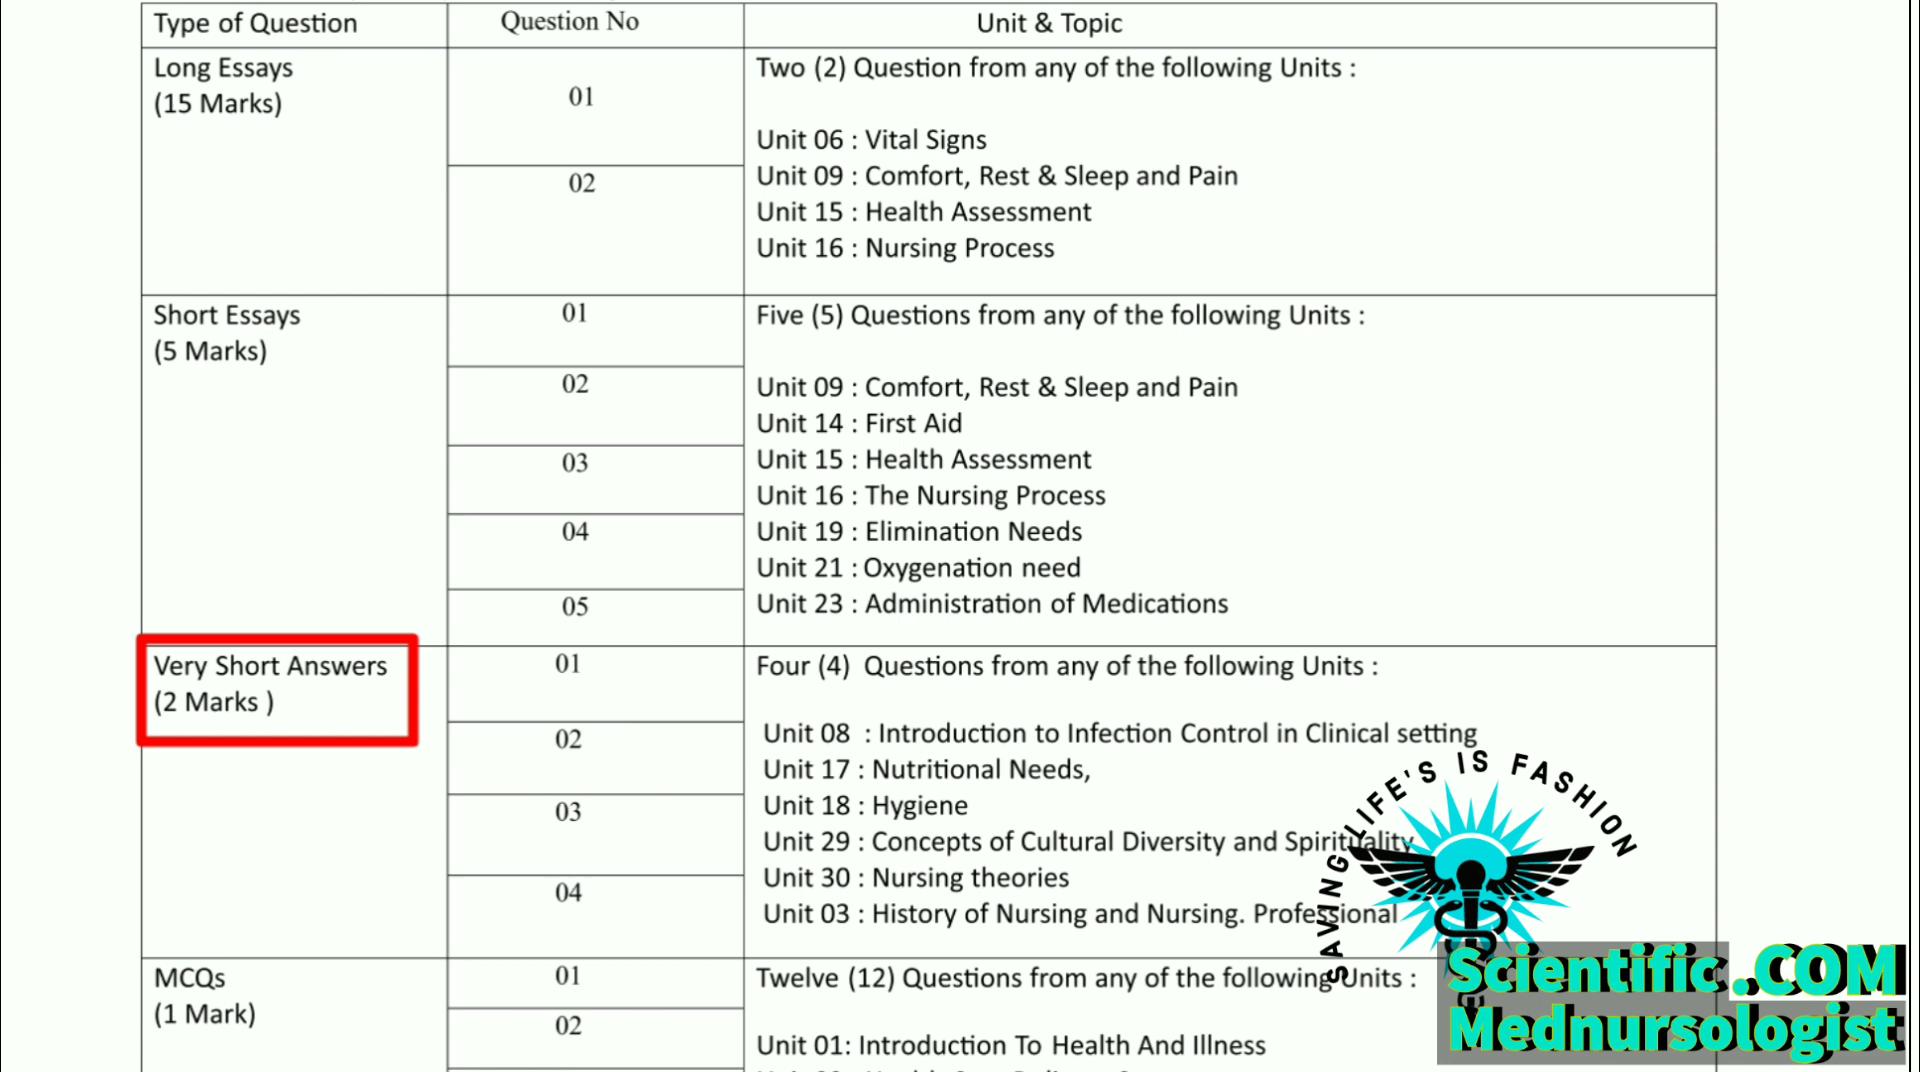 Type of Question
Question No
Unit & Topic
Long Essays
(15 Marks)
01
02
Two (2) Question from any of the following Units :
Unit 06 : Vital Signs
Unit 09 : Comfort, Rest & Sleep and Pain
Unit 15 : Health Assessment
Unit 16 : Nursing Process
Short Essays
(5 Marks)
01
02
03
04
05
Five (5) Questions from any of the following Units :
Unit 09 : Comfort, Rest & Sleep and Pain
Unit 14 : First Aid
Unit 15 : Health Assessment
Unit 16 : The Nursing Process
Unit 19 : Elimination Needs
Unit 21 : Oxygenation need
Unit 23 : Administration of Medications
Very Short Answers
(2 Marks )
01
02
03
04
Four (4) Questions from any of the following Units :
Unit 08 : Introduction to Infection Control in Clinical setting
Unit 17 : Nutritional Needs,
Unit 18 : Hygiene
Unit 29 : Concepts of Cultural Diversity and Spirituality
Unit 30 : Nursing theories
Unit 03 : History of Nursing and Nursing. Professional
MCQs
(1 Mark)
01
02
Twelve (12) Questions from any of the following Units :
Unit 01: Introduction To Health And Illness
SAVING LIFE'S IS FASHION
Scientific .COM
Mednursologist